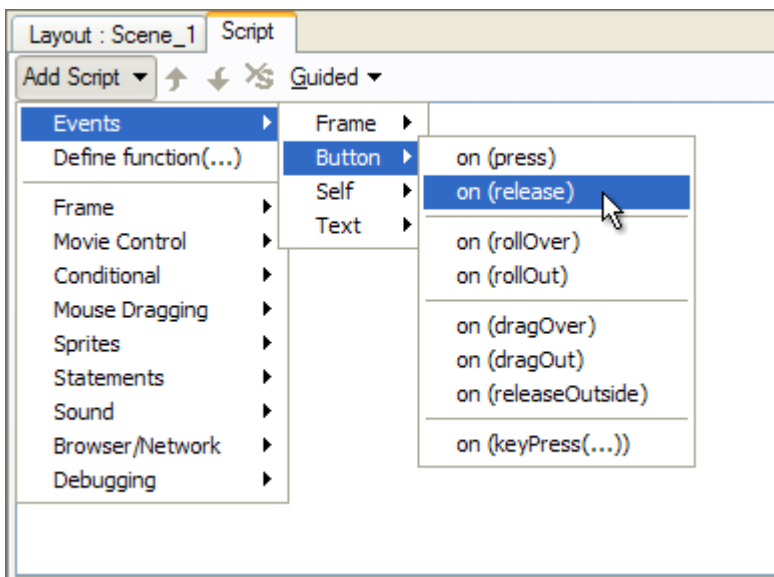 Layout : Scene_1 Script
Add Script Guided
Events
Define function(...)
Frame
Movie Control
Conditional
Mouse Dragging
Sprites
Statements
Sound
Browser/Network
Debugging
Frame
Button
Self
Text
on (press)
on (release)
on (rollOver)
on (rollOut)
on (dragOver)
on (dragOut)
on (releaseOutside)
on (keyPress(...))